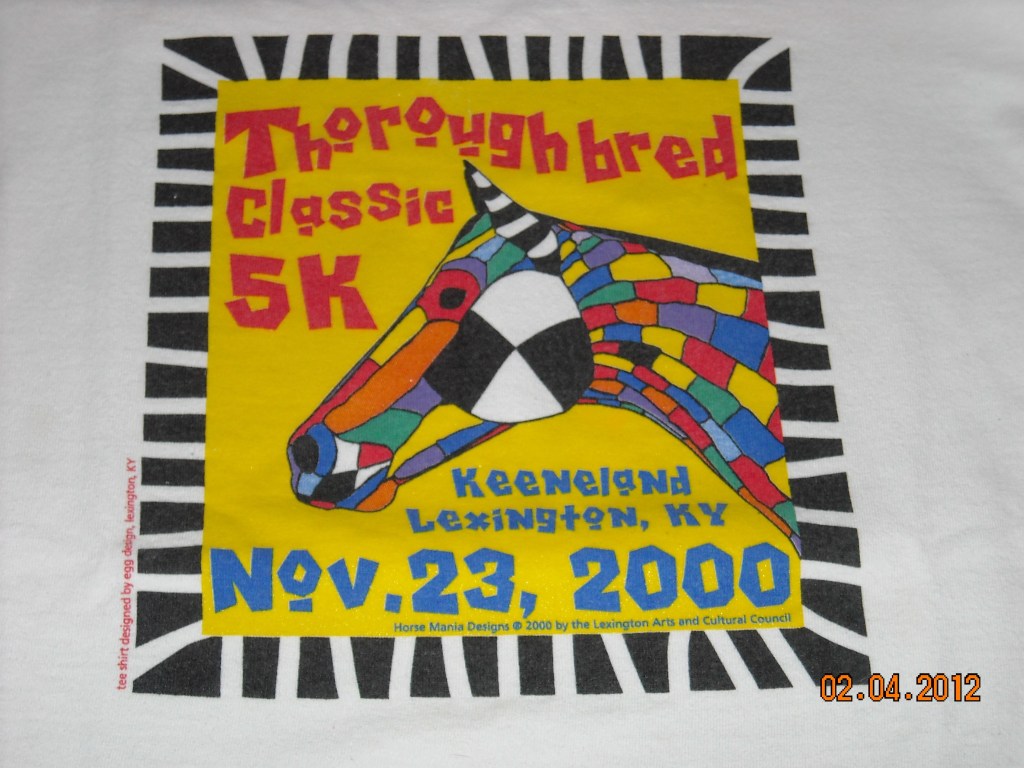 Thoroughbred
Classic
5K
Keeneland
Lexington, KY
Nov. 23, 2000
Horse Mania Designs © 2000 by the Lexington Arts and Cultural Council
tee shirt designed by egg design, lexington, KY
02.04.2012